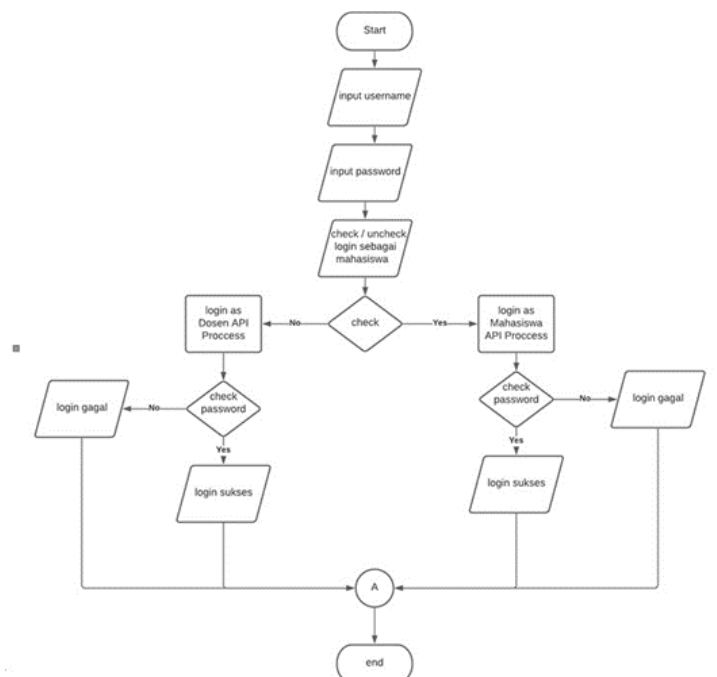 Start
input username
input password
check / uncheck
login sebagai
mahasiswa
check
No
Yes
login as
Dosen API
Proccess
login as
Mahasiswa
API Proccess
check
password
No
login gagal
Yes
login sukses
check
password
No
login gagal
Yes
login sukses
A
end